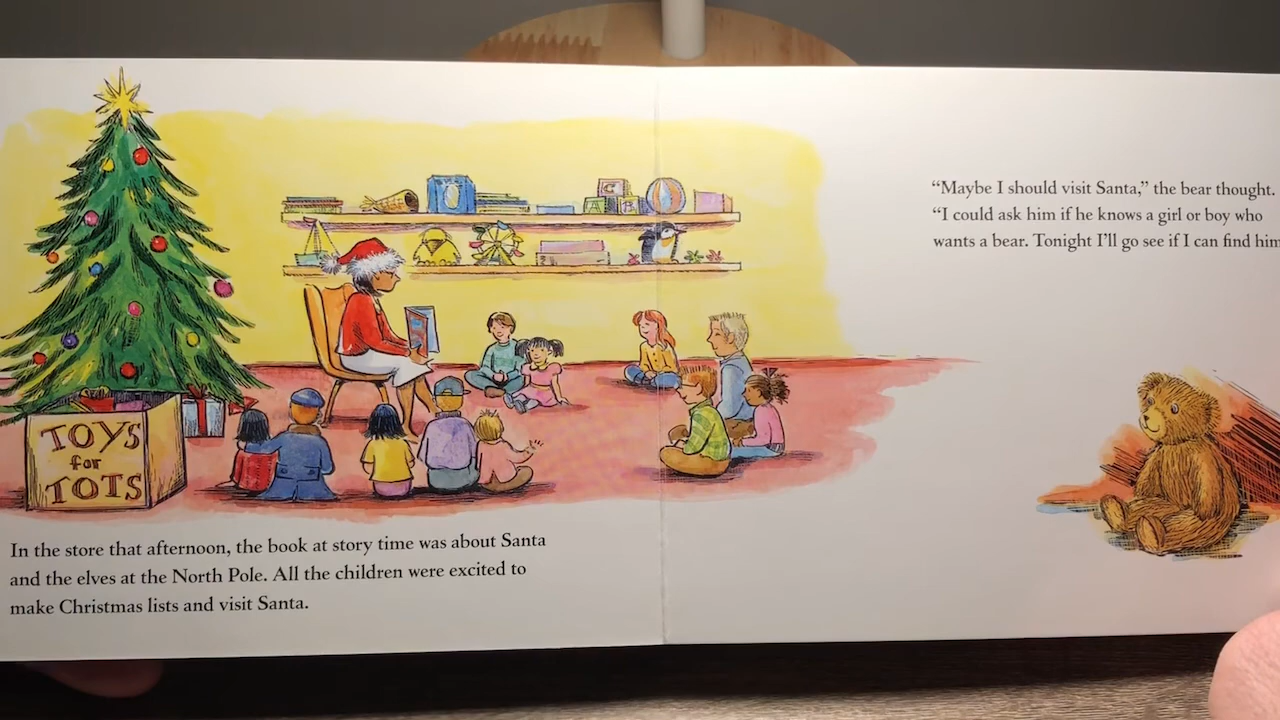 TOYS
for
TOTS
In the store that afternoon, the book at story time was about Santa
and the elves at the North Pole. All the children were excited to
make Christmas lists and visit Santa.
“Maybe I should visit Santa,” the bear thought.
“I could ask him if he knows a girl or boy who
wants a bear. Tonight I’ll go see if I can find him